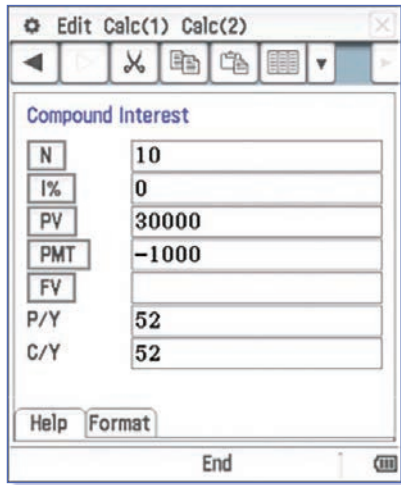 Edit Calc(1) Calc(2)
Compound Interest
N 10
I% 0
PV 30000
PMT -1000
FV
P/Y 52
C/Y 52
Help Format
End